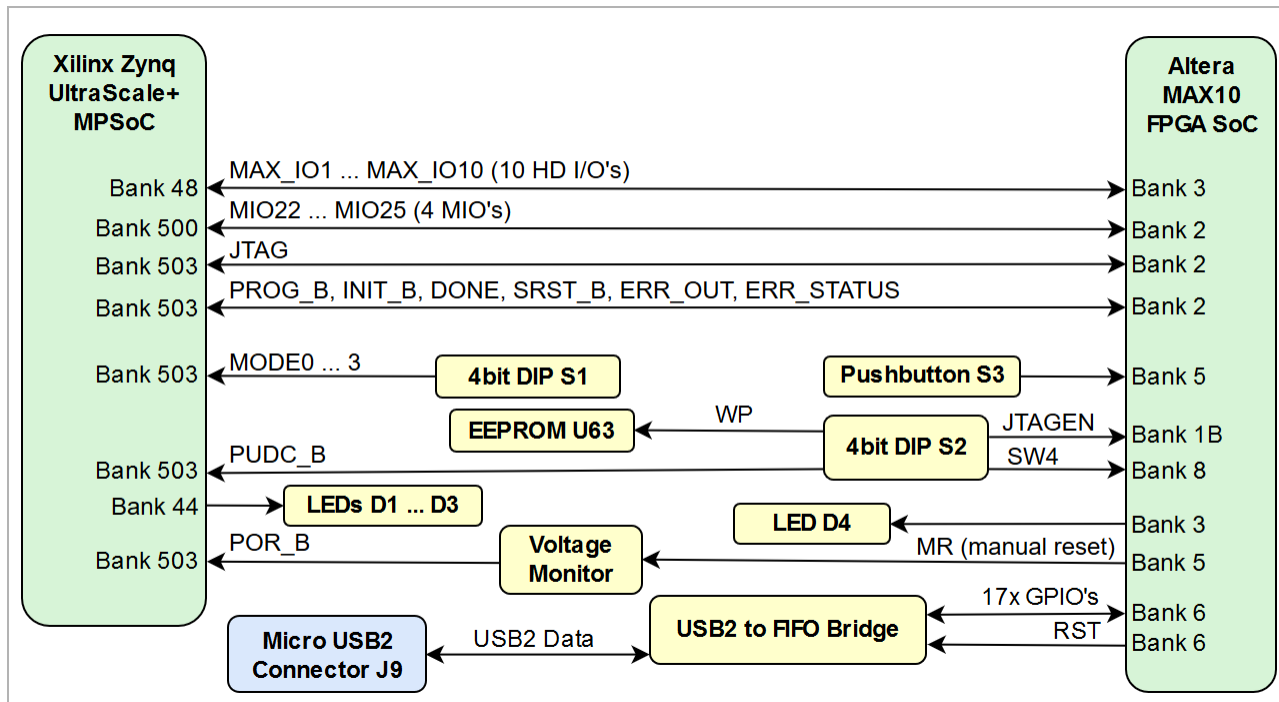 Xilinx Zynq
UltraScale+
MPSoC
Altera
MAX10
FPGA SoC
Bank 48
MAX_IO1 ... MAX_IO10 (10 HD I/O's)
Bank 3
Bank 500
MIO22 ... MIO25 (4 MIO's)
Bank 2
Bank 503
JTAG
Bank 2
Bank 503
PROG_B, INIT_B, DONE, SRST_B, ERR_OUT, ERR_STATUS
Bank 2
Bank 503
MODE0 ... 3
4bit DIP S1
Pushbutton S3
Bank 5
EEPROM U63
WP
4bit DIP S2
JTAGEN
Bank 1B
Bank 503
PUDC_B
SW4
Bank 8
Bank 44
LEDs D1 ... D3
LED D4
Bank 3
Bank 503
POR_B
Voltage
Monitor
MR (manual reset)
Bank 5
Micro USB2
Connector J9
USB2 Data
USB2 to FIFO Bridge
17x GPIO's
Bank 6
RST
Bank 6